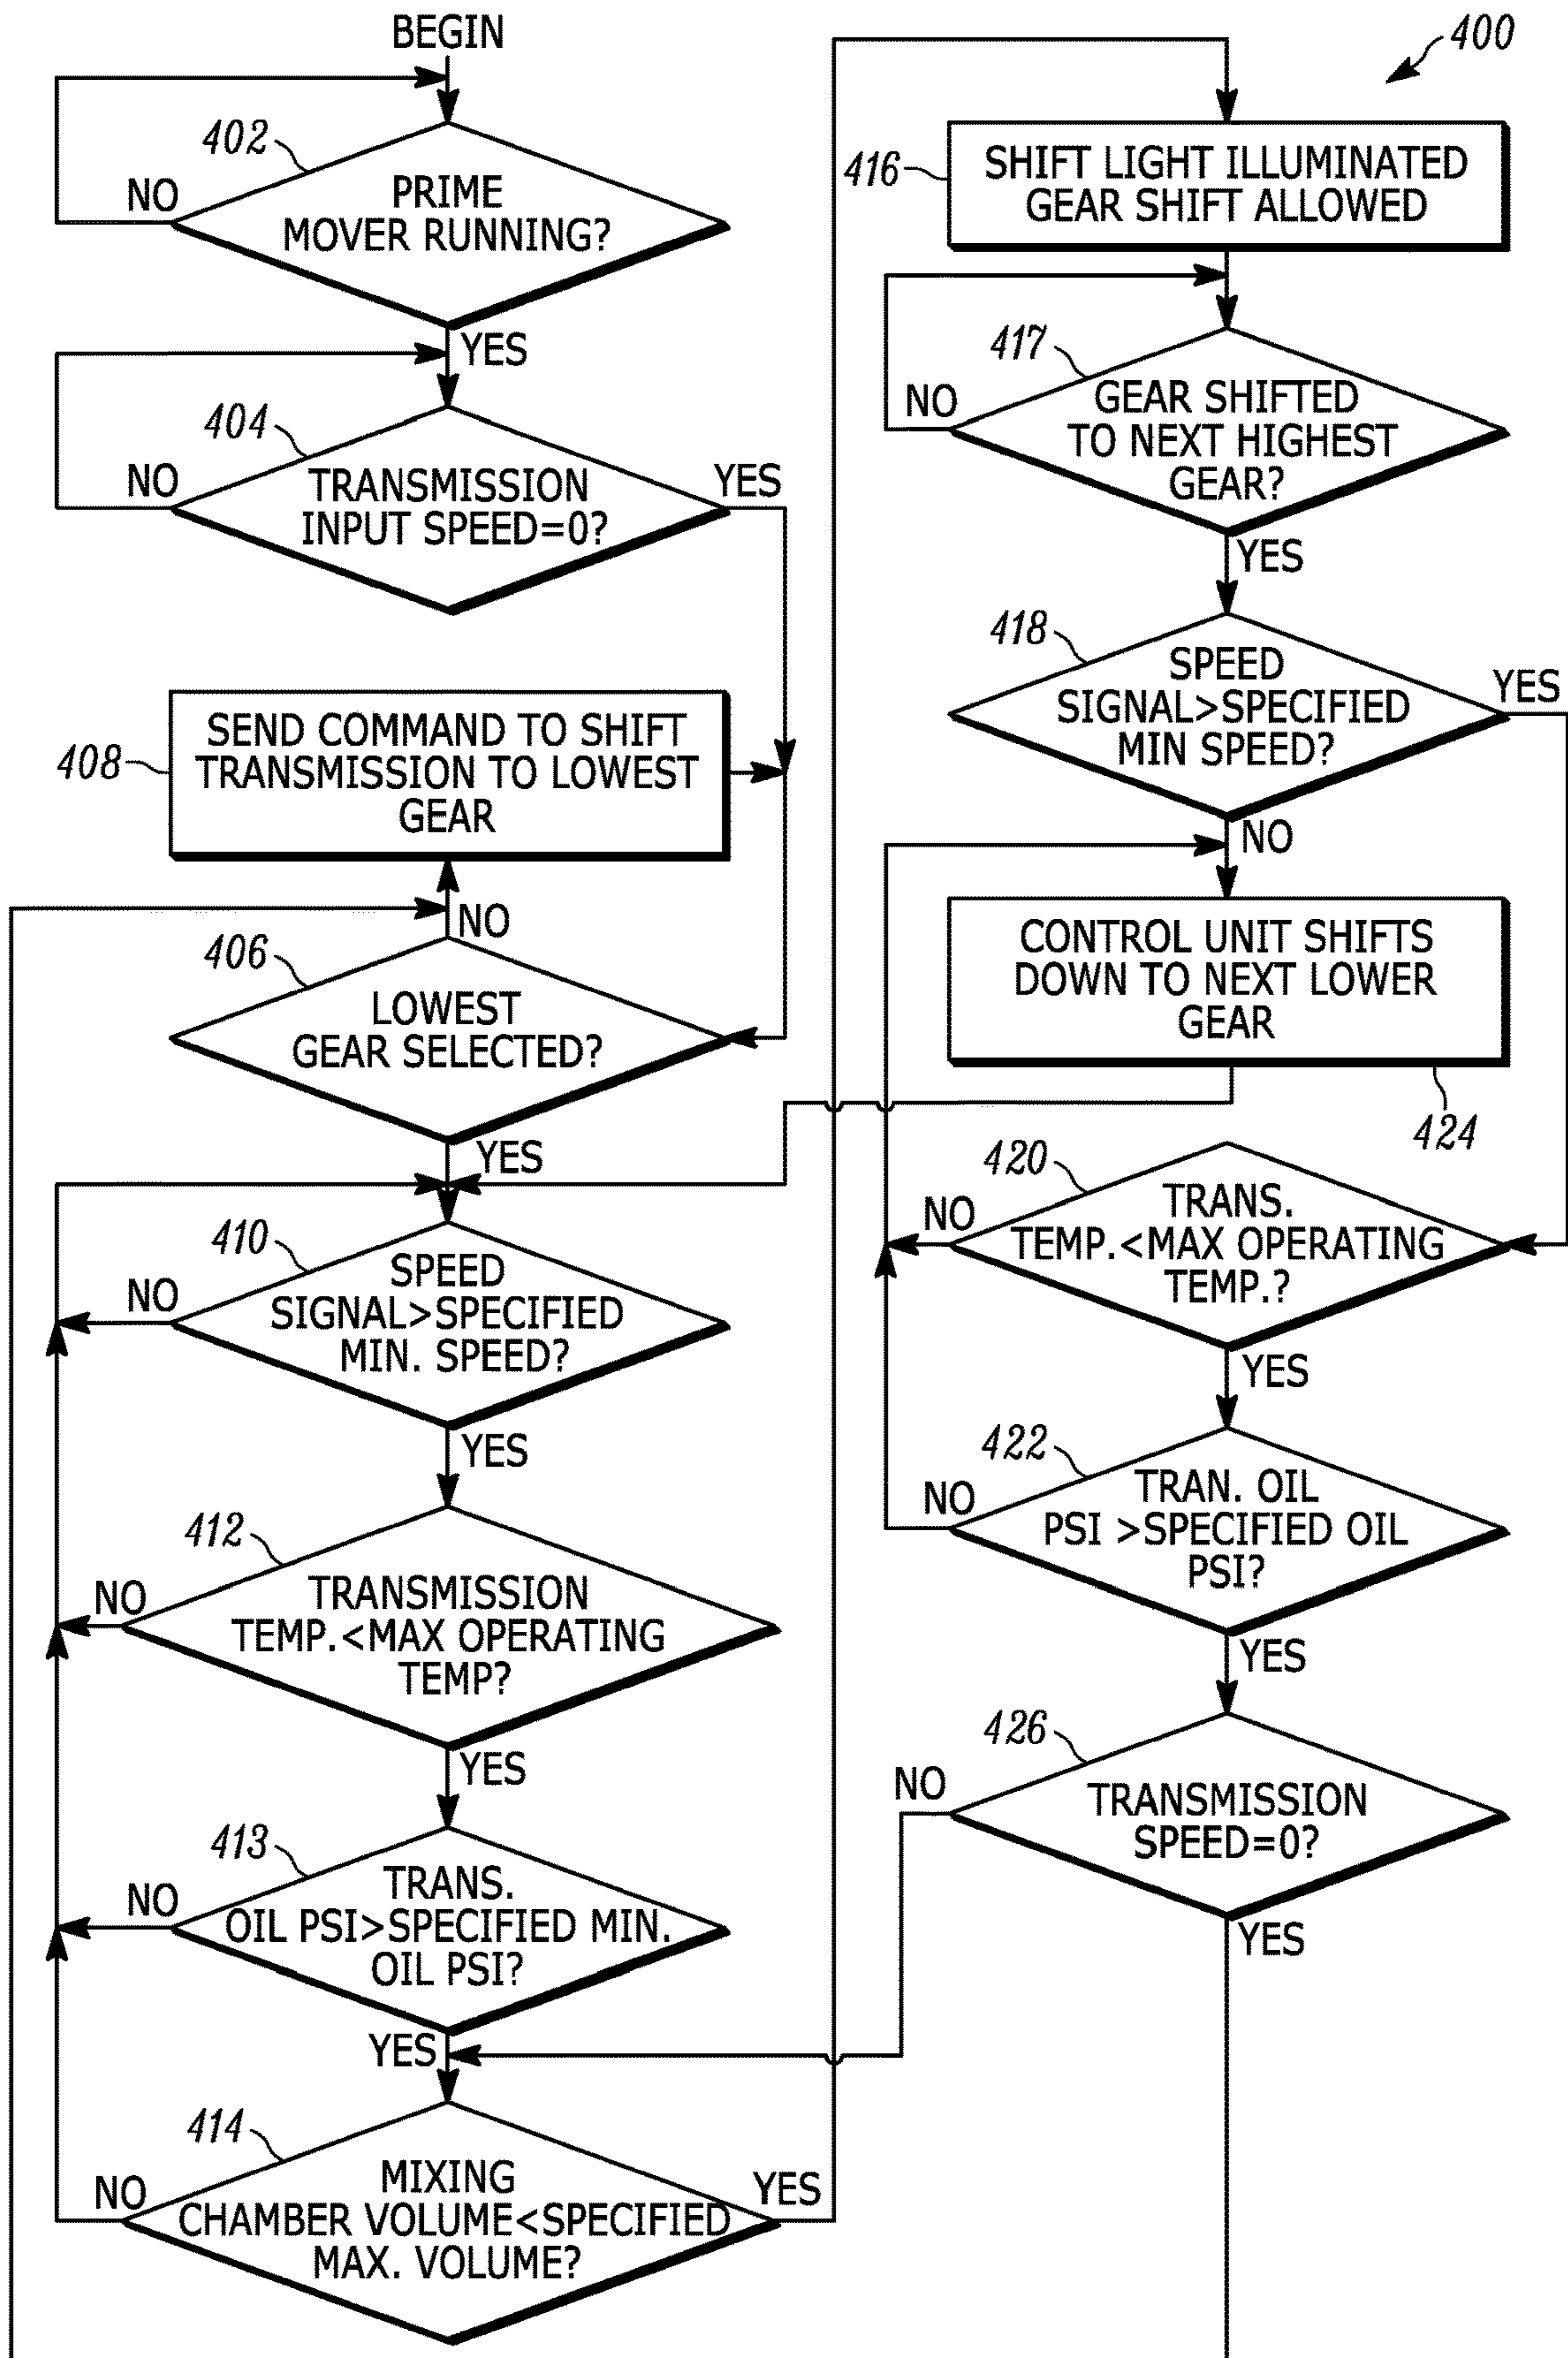 BEGIN
402
NO
PRIME
MOVER RUNNING?
YES
404
NO
TRANSMISSION
INPUT SPEED=0?
YES
408
SEND COMMAND TO SHIFT
TRANSMISSION TO LOWEST
GEAR
NO
406
LOWEST
GEAR SELECTED?
YES
410
NO
SPEED
SIGNAL>SPECIFIED
MIN. SPEED?
YES
412
NO
TRANSMISSION
TEMP.<MAX OPERATING
TEMP?
YES
413
NO
TRANS.
OIL PSI>SPECIFIED MIN.
OIL PSI?
YES
414
NO
MIXING
CHAMBER VOLUME<SPECIFIED
MAX. VOLUME?
YES
400
416
SHIFT LIGHT ILLUMINATED
GEAR SHIFT ALLOWED
417
NO
GEAR SHIFTED
TO NEXT HIGHEST
GEAR?
YES
418
SPEED
SIGNAL>SPECIFIED
MIN SPEED?
YES
NO
CONTROL UNIT SHIFTS
DOWN TO NEXT LOWER
GEAR
424
420
NO
TRANS.
TEMP.<MAX OPERATING
TEMP.?
YES
422
NO
TRAN. OIL
PSI >SPECIFIED OIL
PSI?
YES
426
NO
TRANSMISSION
SPEED=0?
YES